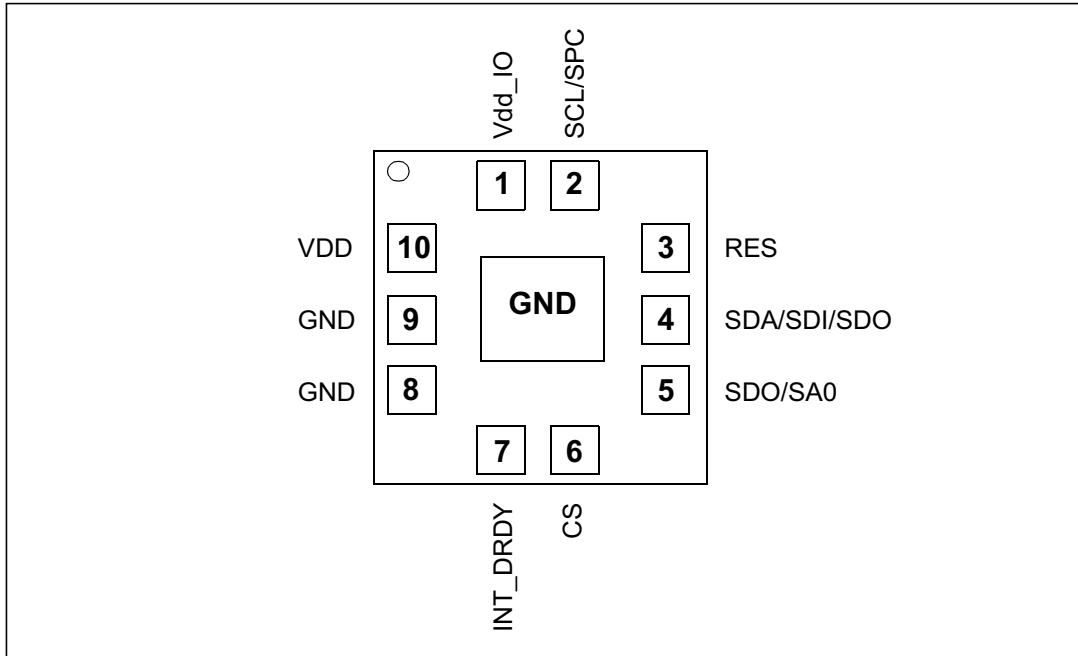 Vdd_IO
SCL/SPC
1
2
VDD
10
3
RES
GND
GND
9
4
SDA/SDI/SDO
GND
8
5
SDO/SA0
7
6
INT_DRDY
CS